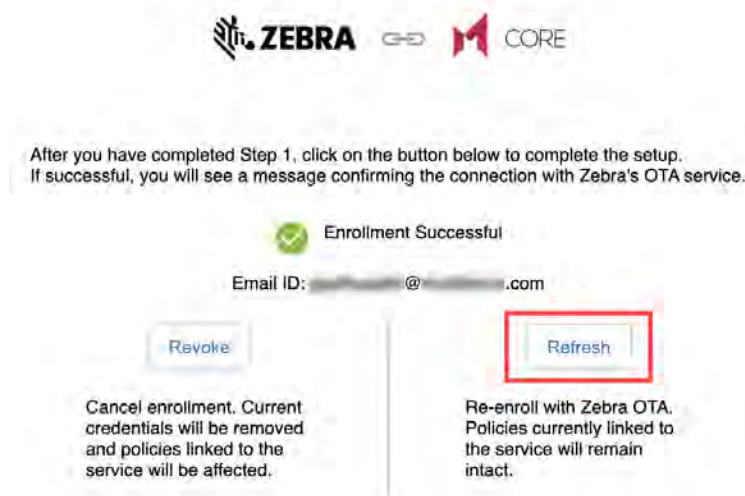 ZEBRA CORE
After you have completed Step 1, click on the button below to complete the setup.
If successful, you will see a message confirming the connection with Zebra's OTA service.
Enrollment Successful
Email ID: @ .com
Revoke
Cancel enrollment. Current
credentials will be removed
and policies linked to the
service will be affected.
Refresh
Re-enroll with Zebra OTA.
Policies currently linked to
the service will remain
intact.